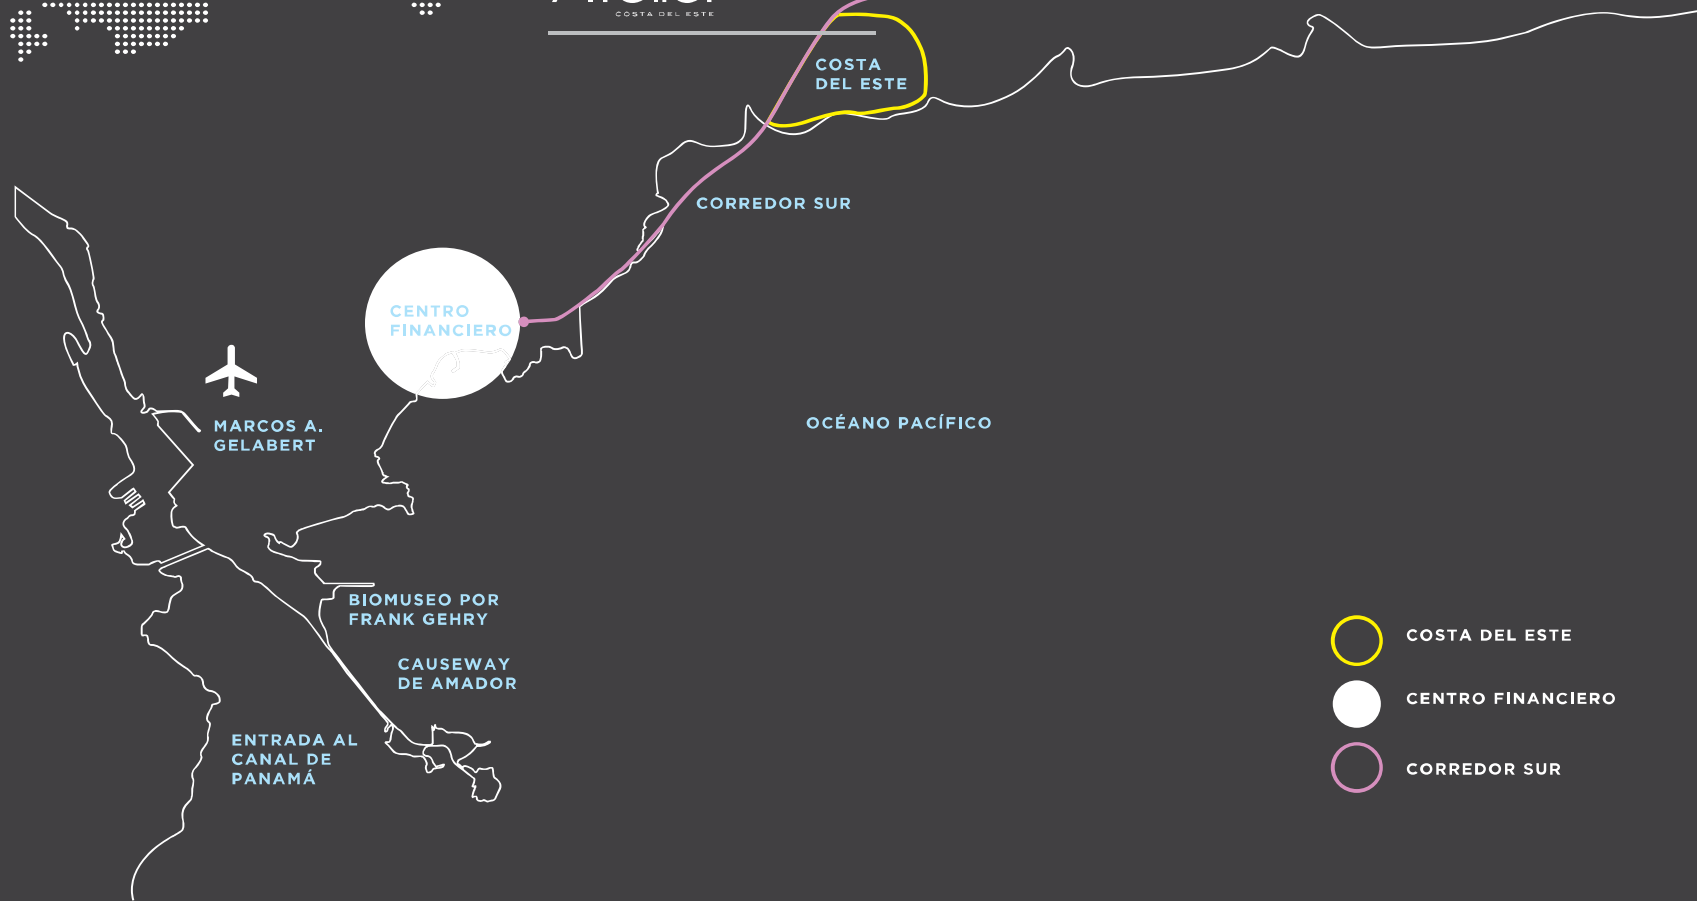 COSTA DEL ESTE
COSTA
DEL ESTE
CORREDOR SUR
CENTRO
FINANCIERO
MARCOS A.
GELABERT
OCÉANO PACÍFICO
BIOMUSEO POR
FRANK GEHRY
CAUSEWAY
DE AMADOR
ENTRADA AL
CANAL DE
PANAMÁ
COSTA DEL ESTE
CENTRO FINANCIERO
CORREDOR SUR